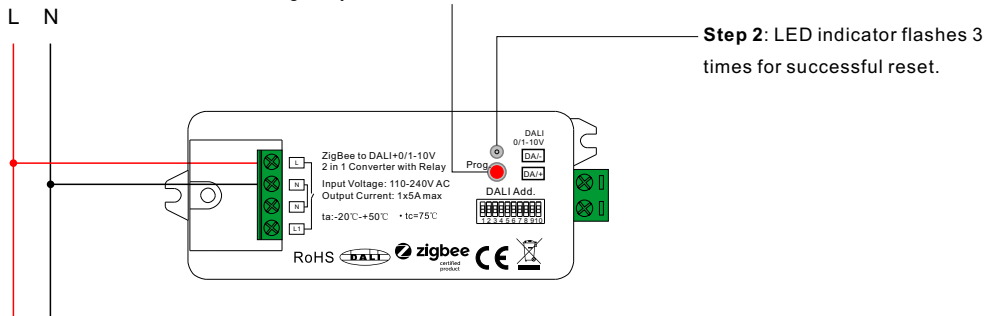 L N
Step 2: LED indicator flashes 3
times for successful reset.
ZigBee to DALI+0/1-10V
2 in 1 Converter with Relay
Input Voltage: 110-240V AC
Output Current: 1x5A max
ta:-20℃-+50℃ • tc=75℃
L
N
N
L1
Prog.
DALI
0/1-10V
DA/-
DA/+
DALI Add.
1 2 3 4 5 6 7 8 9 10
RoHS DALI zigbee CE
certified
product